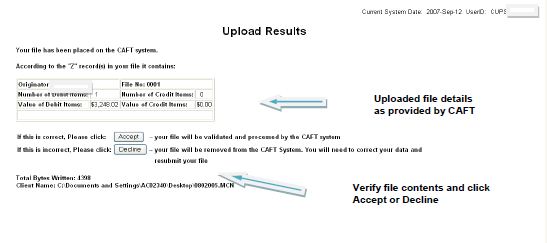 Current System Date: 2007-Sep-12 UserID: CUPS
Upload Results
Your file has been placed on the CAFT system.
According to the "Z" record(s) in your file it contains:
Originator File No: 0001
Number of Debit Items: 1 Number of Credit Items: 0
Value of Debit Items: $3,248.02 Value of Credit Items: $0.00
Uploaded file details
as provided by CAFT
If this is correct, Please click: Accept – your file will be validated and processed by the CAFT system
If this is incorrect, Please click: Decline – your file will be removed from the CAFT System. You will need to correct your data and
resubmit your file
Total Bytes Written: 4398
Client Name: C:\Documents and Settings\AC02340\Desktop\0802005.MCN
Verify file contents and click
Accept or Decline